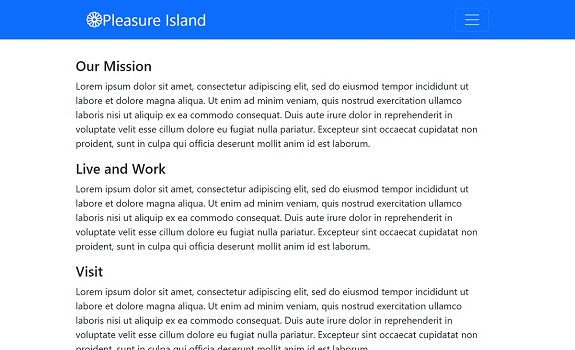 Pleasure Island
Our Mission
Lorem ipsum dolor sit amet, consectetur adipiscing elit, sed do eiusmod tempor incididunt ut
labore et dolore magna aliqua. Ut enim ad minim veniam, quis nostrud exercitation ullamco
laboris nisi ut aliquip ex ea commodo consequat. Duis aute irure dolor in reprehenderit in
voluptate velit esse cillum dolore eu fugiat nulla pariatur. Excepteur sint occaecat cupidatat non
proident, sunt in culpa qui officia deserunt mollit anim id est laborum.
Live and Work
Lorem ipsum dolor sit amet, consectetur adipiscing elit, sed do eiusmod tempor incididunt ut
labore et dolore magna aliqua. Ut enim ad minim veniam, quis nostrud exercitation ullamco
laboris nisi ut aliquip ex ea commodo consequat. Duis aute irure dolor in reprehenderit in
voluptate velit esse cillum dolore eu fugiat nulla pariatur. Excepteur sint occaecat cupidatat non
proident, sunt in culpa qui officia deserunt mollit anim id est laborum.
Visit
Lorem ipsum dolor sit amet, consectetur adipiscing elit, sed do eiusmod tempor incididunt ut
labore et dolore magna aliqua. Ut enim ad minim veniam, quis nostrud exercitation ullamco
laboris nisi ut aliquip ex ea commodo consequat. Duis aute irure dolor in reprehenderit in
voluptate velit esse cillum dolore eu fugiat nulla pariatur. Excepteur sint occaecat cupidatat non
proident, sunt in culpa qui officia deserunt mollit anim id est laborum.